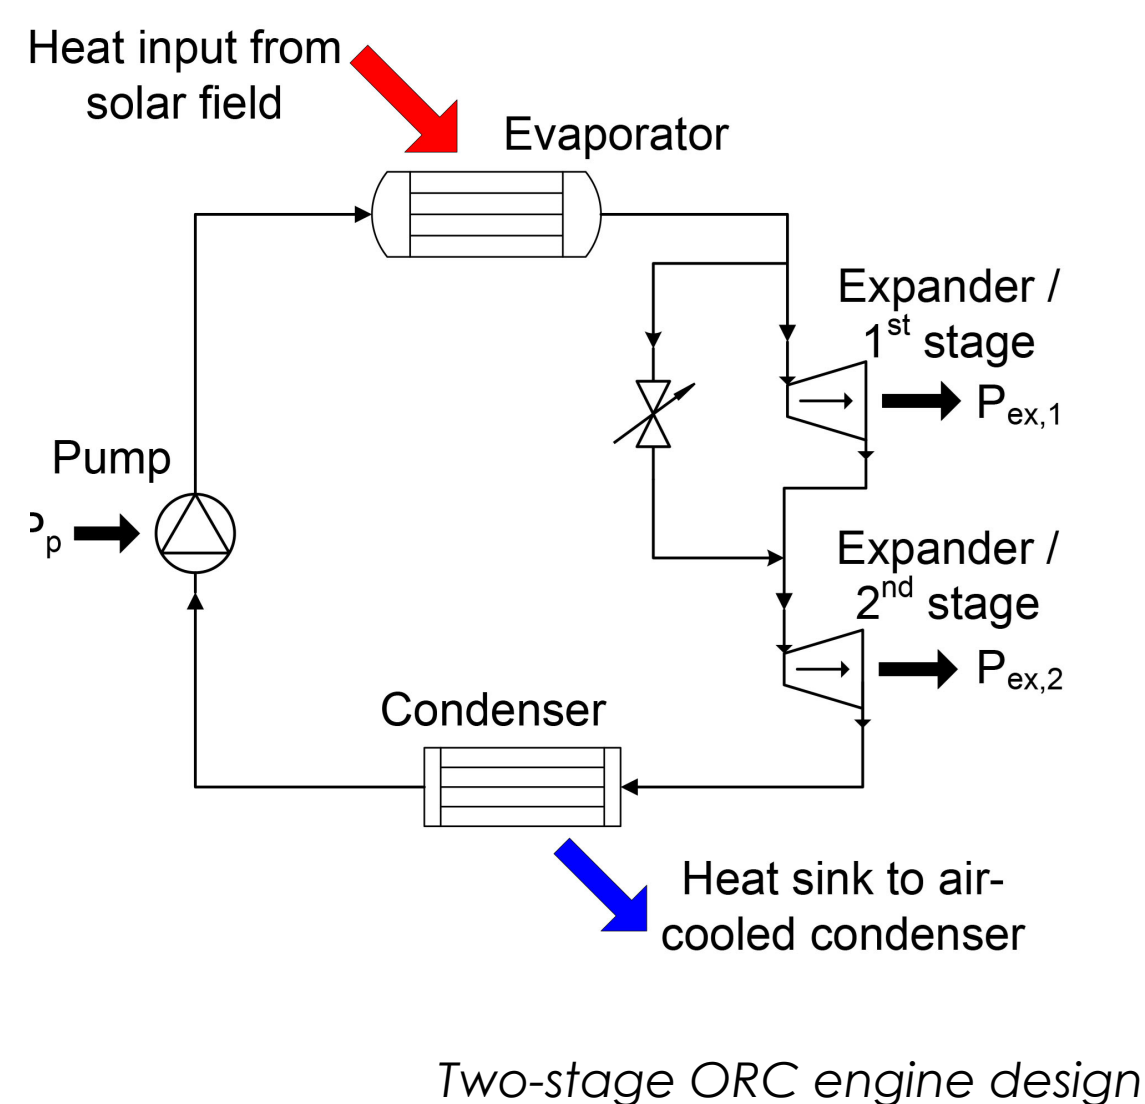 Heat input from
solar field
Evaporator
Expander /
1st stage
Pex,1
Pump
Pp
Expander /
2nd stage
Pex,2
Condenser
Heat sink to air-
cooled condenser
Two-stage ORC engine design